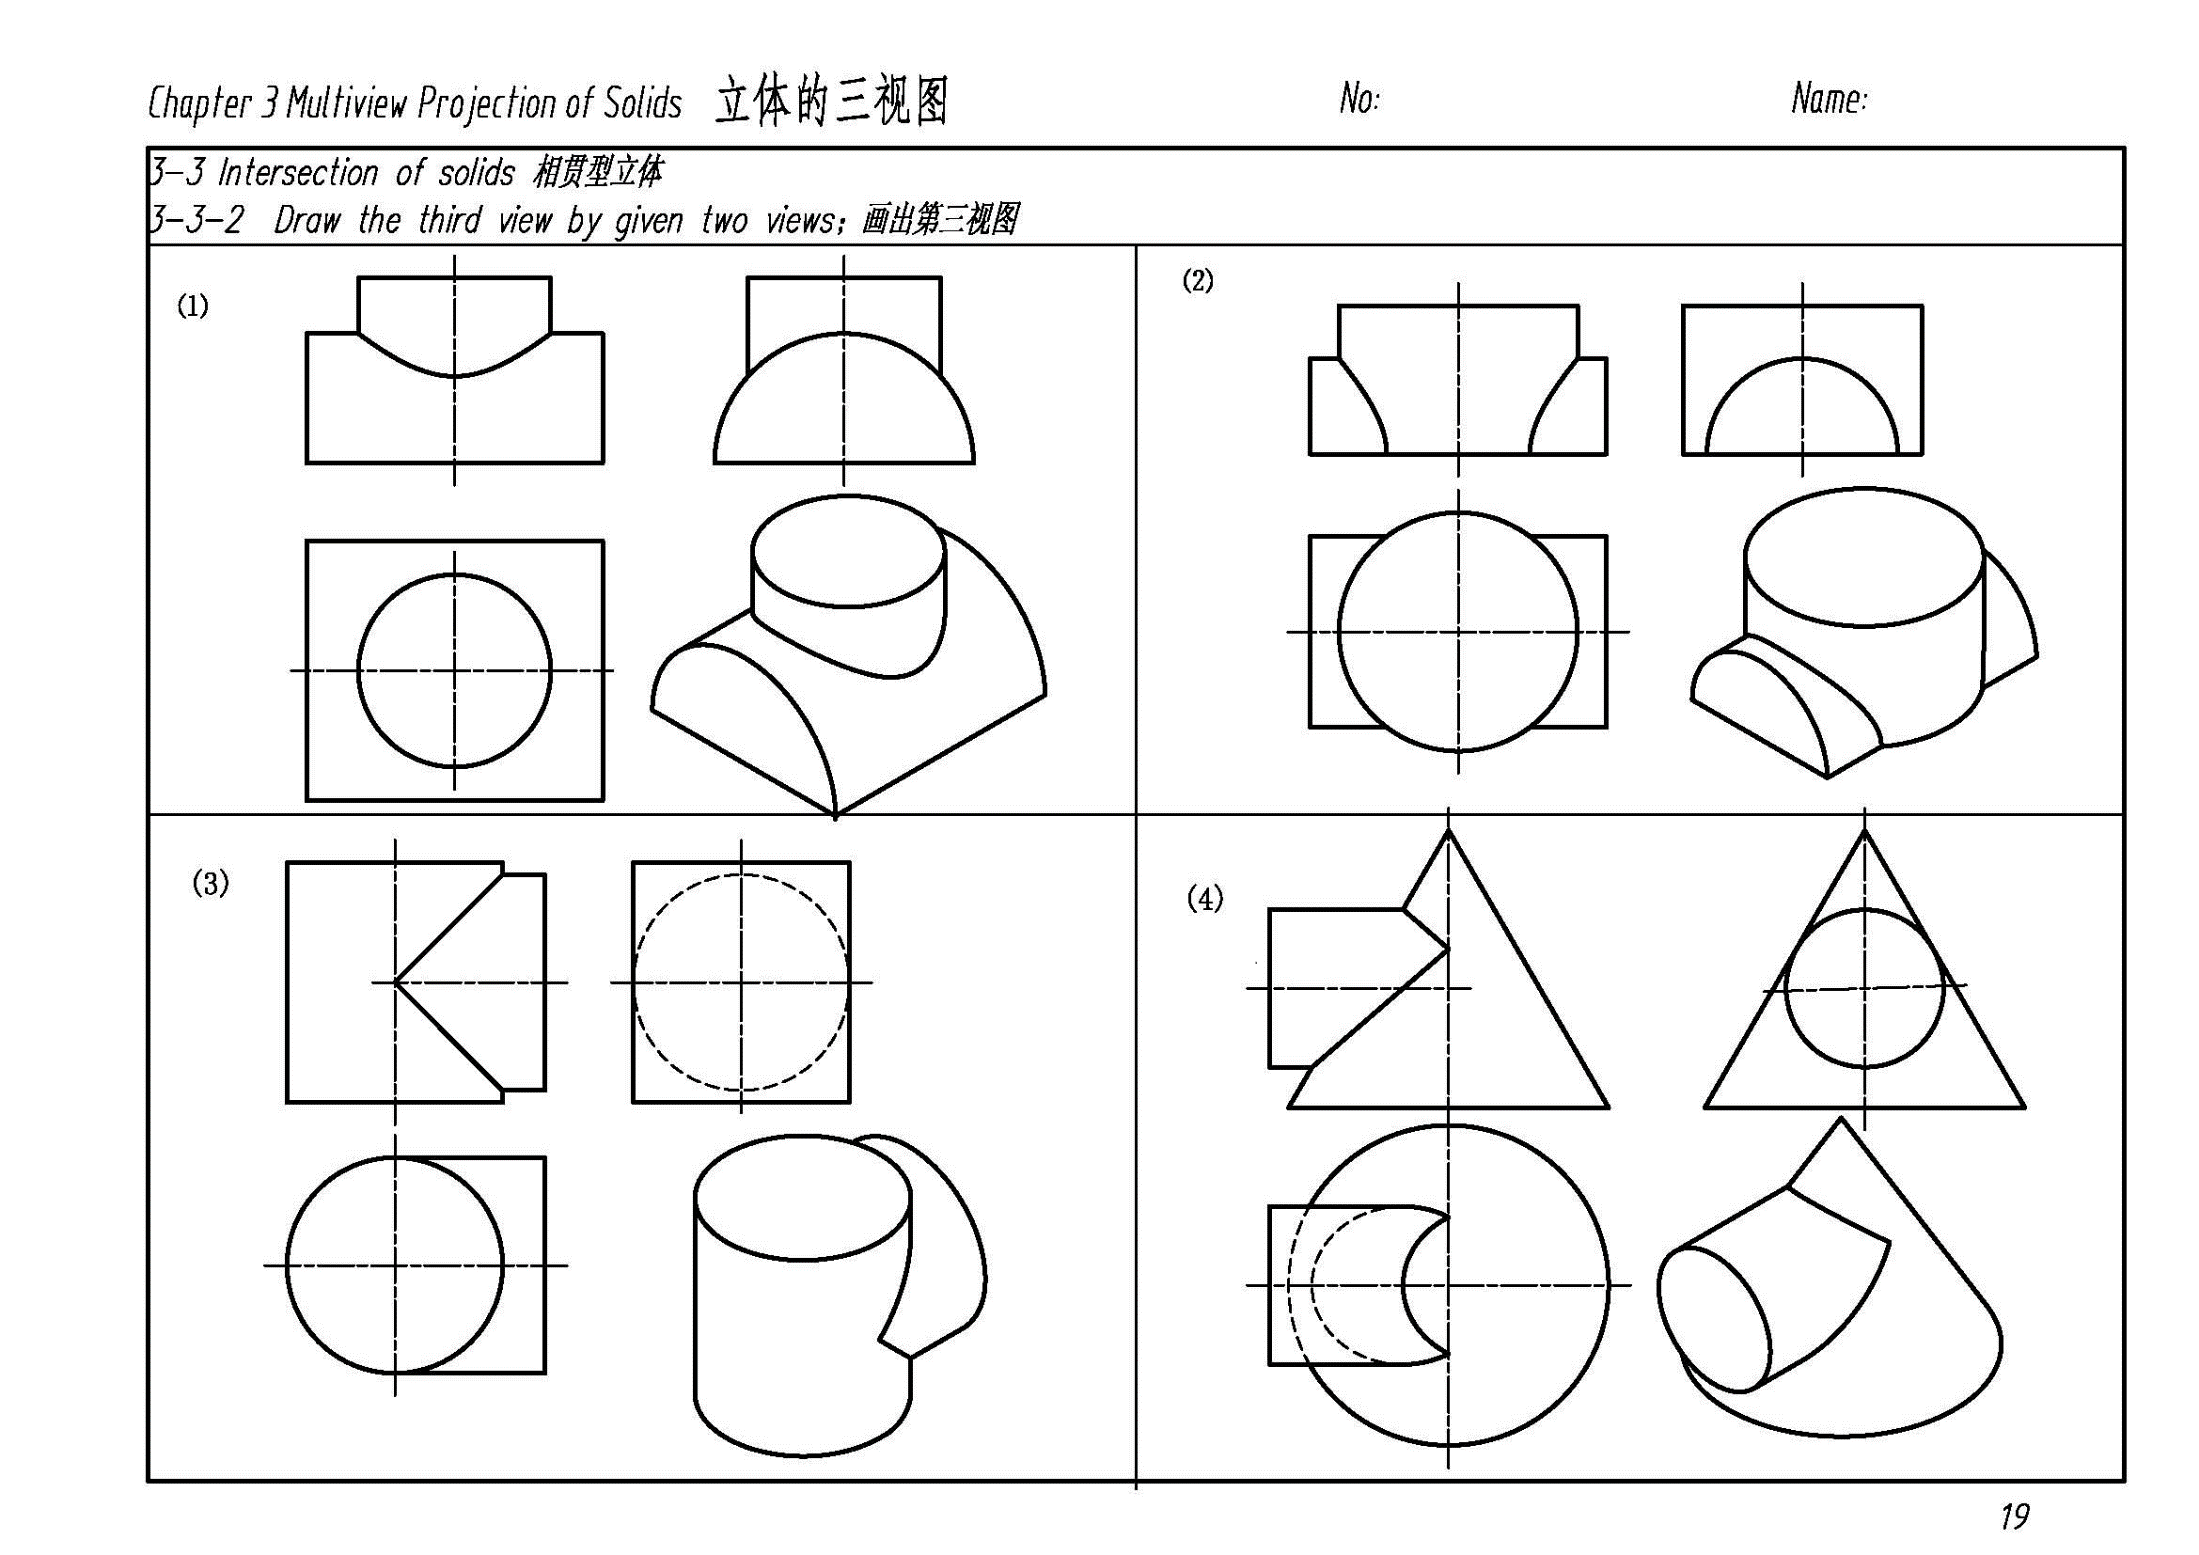 Chapter 3 Multiview Projection of Solids 立体的三视图 No: Name:
3-3 Intersection of solids 相贯型立体
3-3-2 Draw the third view by given two views; 画出第三视图
(1)
(2)
(3)
(4)
19